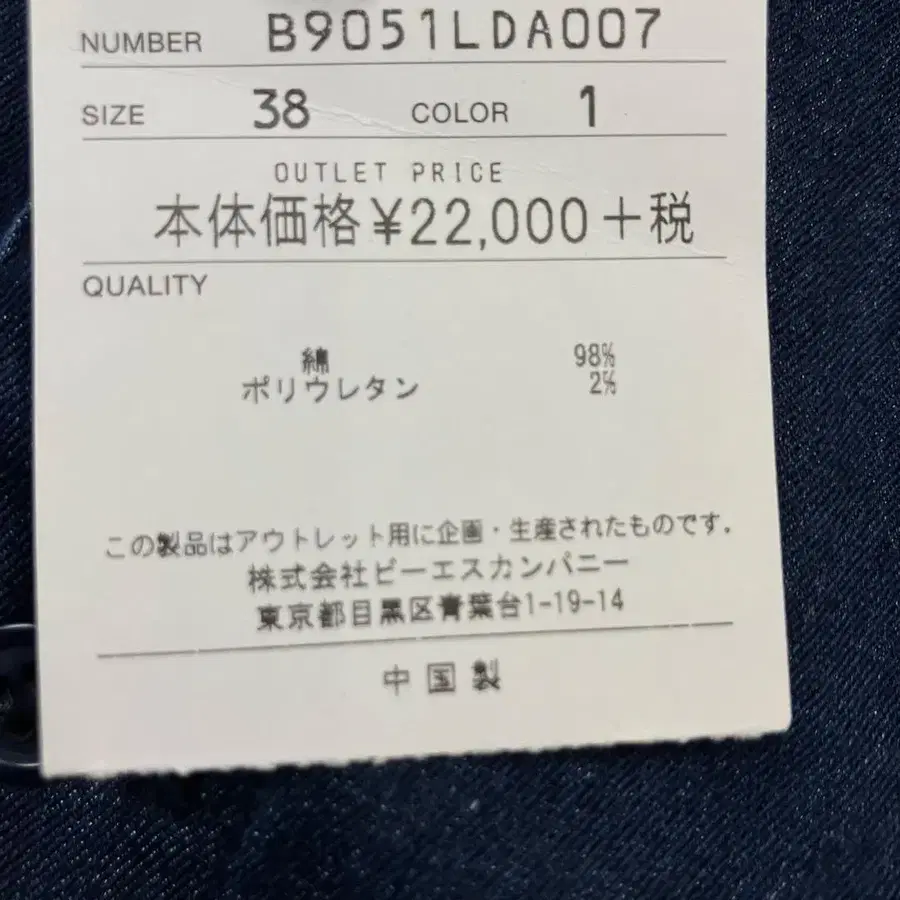 NUMBER B9051LDA007
SIZE 38 COLOR 1
OUTLET PRICE
本体価格¥22,000+税
QUALITY
綿 98%
ポリウレタン 2%
この製品はアウトレット用に企画・生産されたものです.
株式会社ピーエスカンパニー
東京都目黒区青葉台1-19-14
中国製